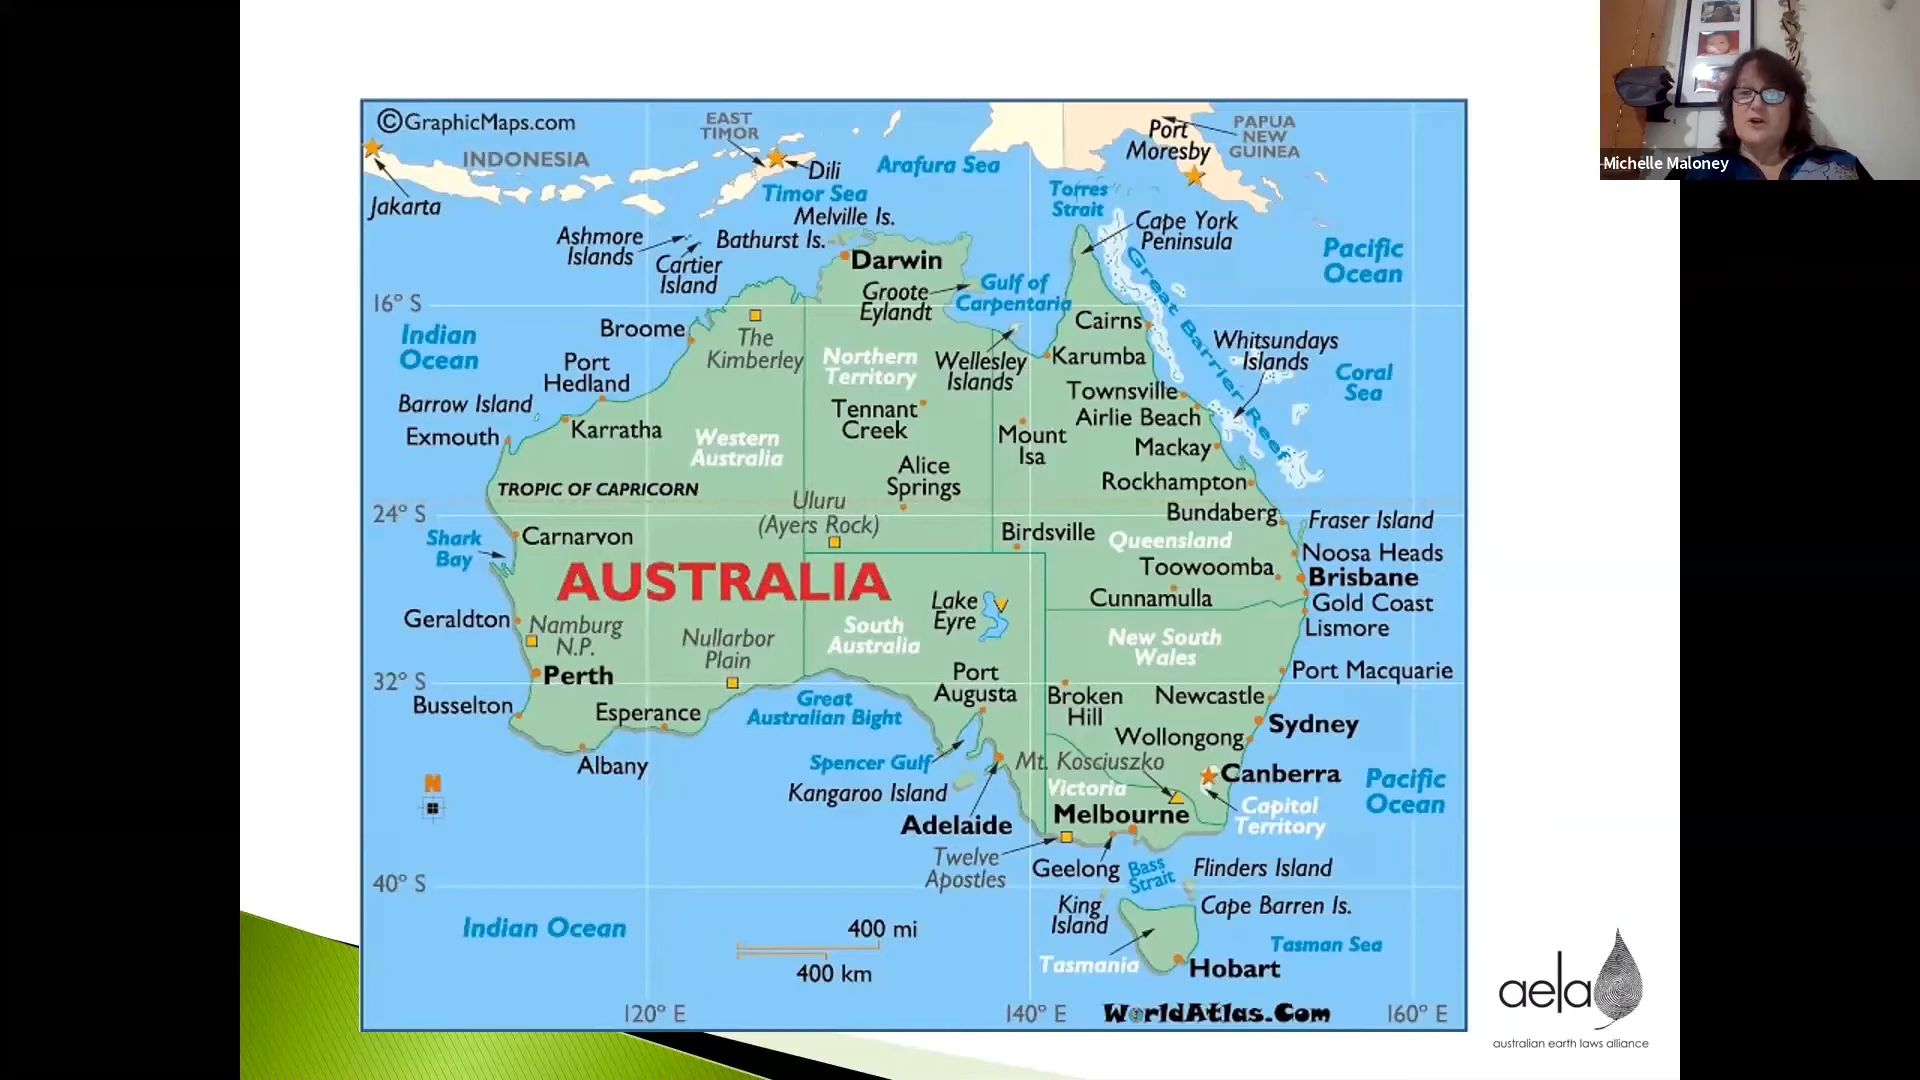 ©GraphicMaps.com
EAST
TIMOR
PAPUA
NEW
GUINEA
Port
Moresby
Michelle Maloney
INDONESIA
Dili
Arafura Sea
Timor Sea
Torres
Strait
Jakarta
Melville Is.
Cape York
Peninsula
Ashmore
Islands
Bathurst Is.
Cartier
Island
Darwin
Pacific
Ocean
Great Barrier Reef
Groote
Eylandt
Gulf of
Carpentaria
16° S
Indian
Ocean
Broome
The
Kimberley
Northern
Territory
Wellesley
Islands
Cairns
Karumba
Whitsundays
Islands
Coral
Sea
Port
Hedland
Barrow Island
Exmouth
Karratha
Western
Australia
Tennant
Creek
Townsville
Airlie Beach
Mount
Isa
Mackay
Alice
Springs
Rockhampton
TROPIC OF CAPRICORN
24° S
Uluru
(Ayers Rock)
Bundaberg
Fraser Island
Shark
Bay
Carnarvon
Birdsville
Queensland
Noosa Heads
Toowoomba
Brisbane
AUSTRALIA
Cunnamulla
Gold Coast
Lake
Eyre
Geraldton
Namburg
N.P.
Nullarbor
Plain
South
Australia
New South
Wales
Lismore
32° S
Perth
Port
Augusta
Port Macquarie
Busselton
Esperance
Great
Australian Bight
Broken
Hill
Newcastle
Sydney
Wollongong
Albany
Spencer Gulf
Mt. Kosciuszko
Canberra
Pacific
Ocean
N
Kangaroo Island
Victoria
Melbourne
Capital
Territory
Adelaide
Twelve
Apostles
Geelong
Bass
Strait
Flinders Island
40° S
King
Island
Cape Barren Is.
Indian Ocean
400 mi
400 km
Tasmania
Tasman Sea
Hobart
120° E
140° E
WorldAtlas.Com
160° E
aela
australian earth laws alliance